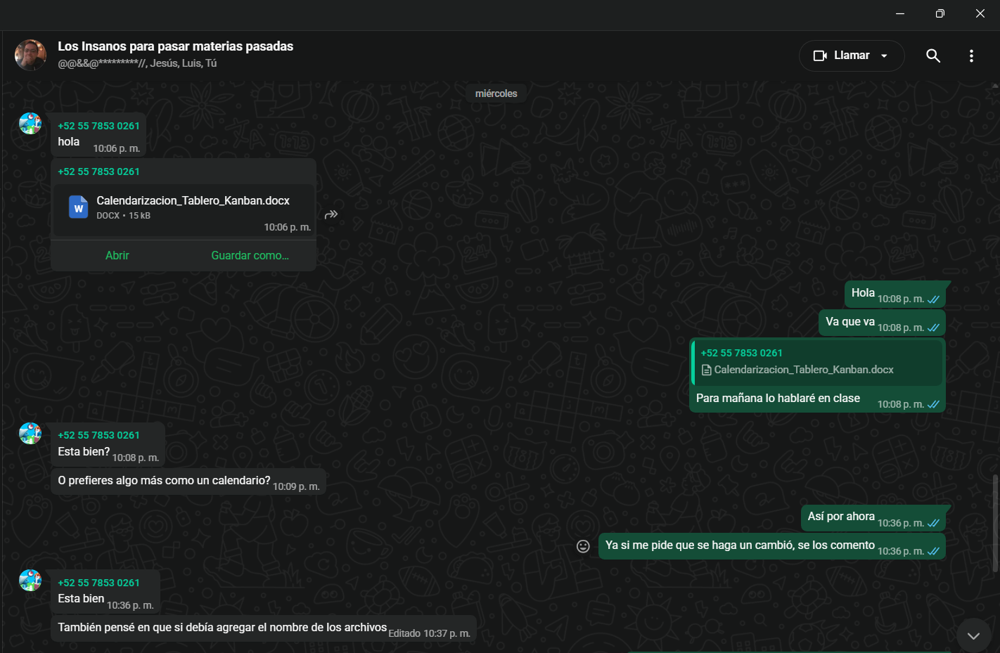 Los Insanos para pasar materias pasadas
@@&&@*********//, Jesús, Luis, Tú
Llamar
miércoles
+52 55 7853 0261
hola
10:06 p. m.
+52 55 7853 0261
Calendarizacion_Tablero_Kanban.docx
W
DOCX • 15 kB
10:06 p. m.
Abrir Guardar como...
Hola 10:08 p. m.
Va que va 10:08 p. m.
+52 55 7853 0261
Calendarizacion_Tablero_Kanban.docx
Para mañana lo hablaré en clase 10:08 p. m.
+52 55 7853 0261
Esta bien? 10:08 p. m.
O prefieres algo más como un calendario? 10:09 p. m.
Así por ahora 10:36 p. m.
Ya si me pide que se haga un cambió, se los comento 10:36 p. m.
+52 55 7853 0261
Esta bien 10:36 p. m.
También pensé en que si debía agregar el nombre de los archivos Editado 10:37 p. m.